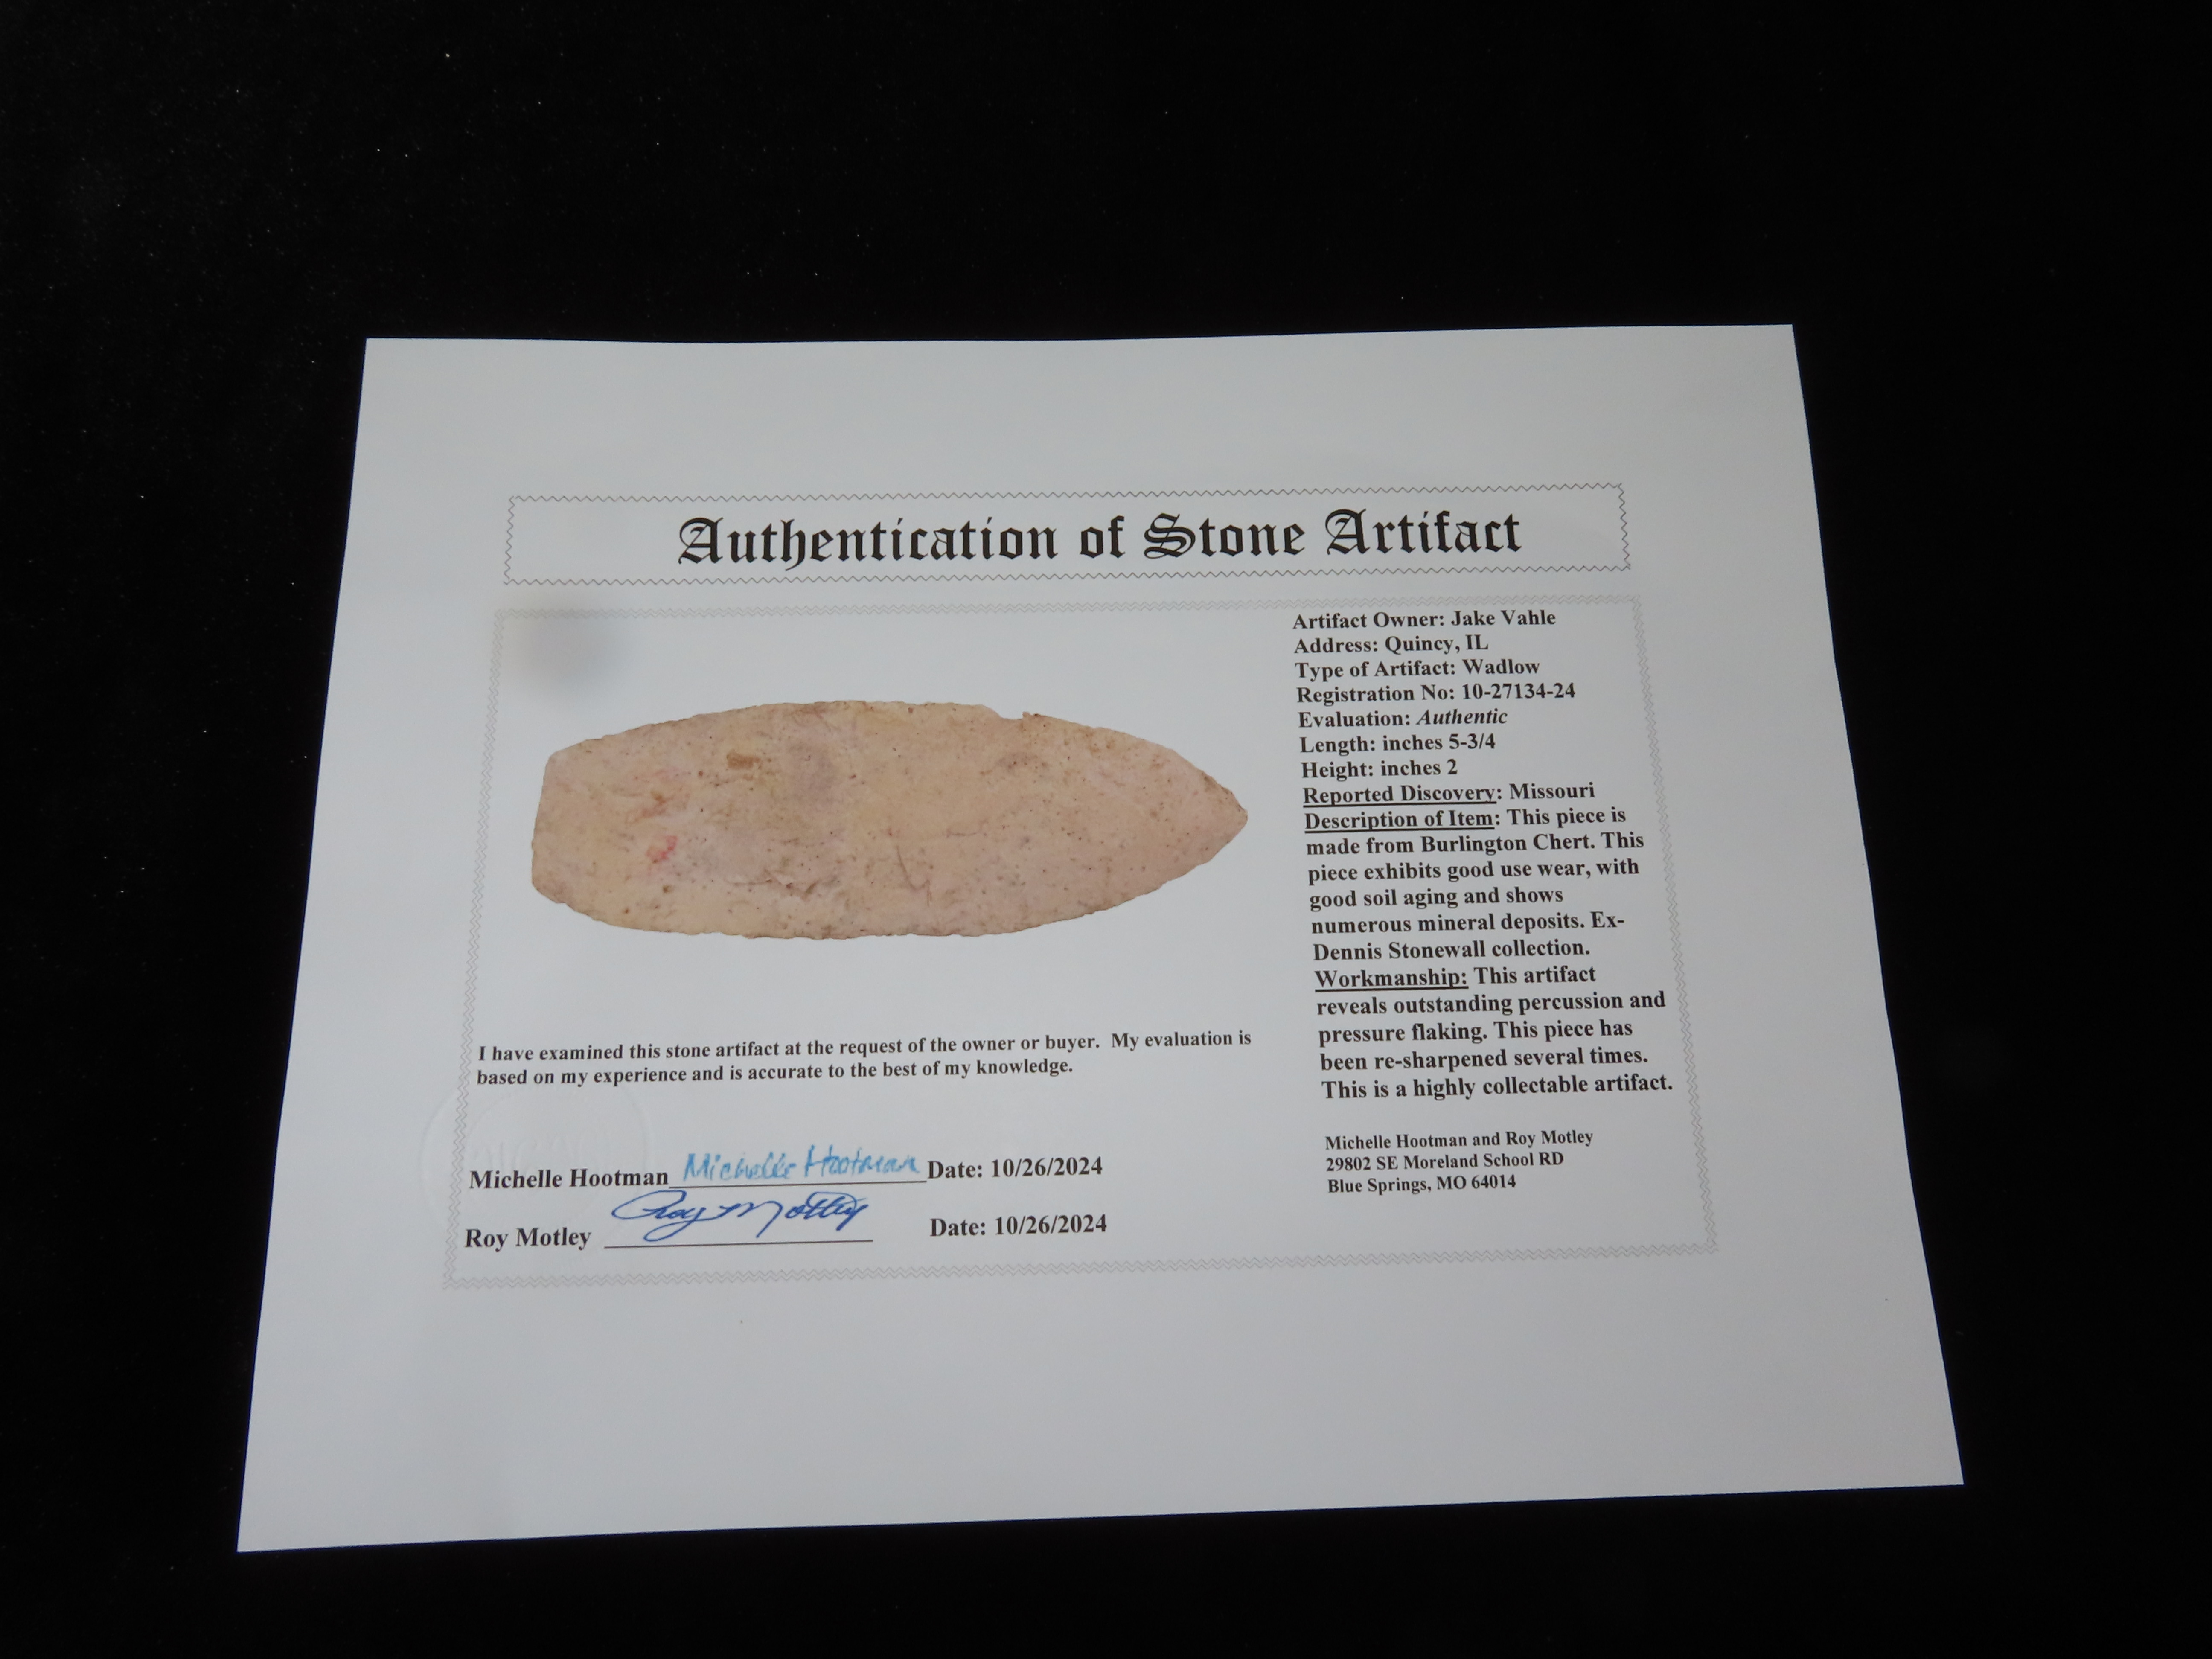 Authentication of Stone Artifact
Artifact Owner: Jake Vahle
Address: Quincy, IL
Type of Artifact: Wadlow
Registration No: 10-27134-24
Evaluation: Authentic
Length: inches 5-3/4
Height: inches 2
Reported Discovery: Missouri
Description of Item: This piece is
made from Burlington Chert. This
piece exhibits good use wear, with
good soil aging and shows
numerous mineral deposits. Ex-
Dennis Stonewall collection.
Workmanship: This artifact
reveals outstanding percussion and
pressure flaking. This piece has
been re-sharpened several times.
This is a highly collectable artifact.
Michelle Hootman and Roy Motley
29802 SE Moreland School RD
Blue Springs, MO 64014
I have examined this stone artifact at the request of the owner or buyer. My evaluation is
based on my experience and is accurate to the best of my knowledge.
Michelle Hootman Michelle Hootman Date: 10/26/2024
Roy Motley Roy Motley Date: 10/26/2024